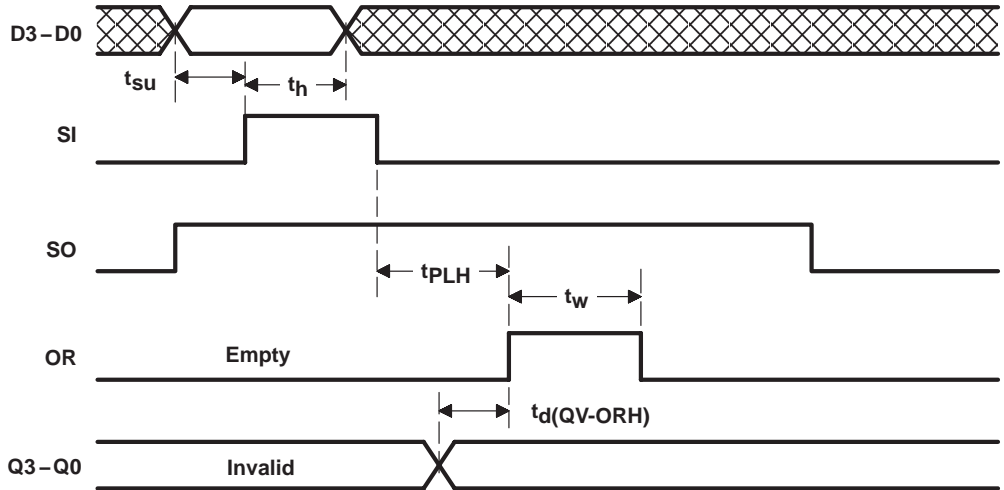 D3–D0
tsu
th
SI
SO
tPLH
tw
OR
Empty
td(QV-ORH)
Q3–Q0
Invalid